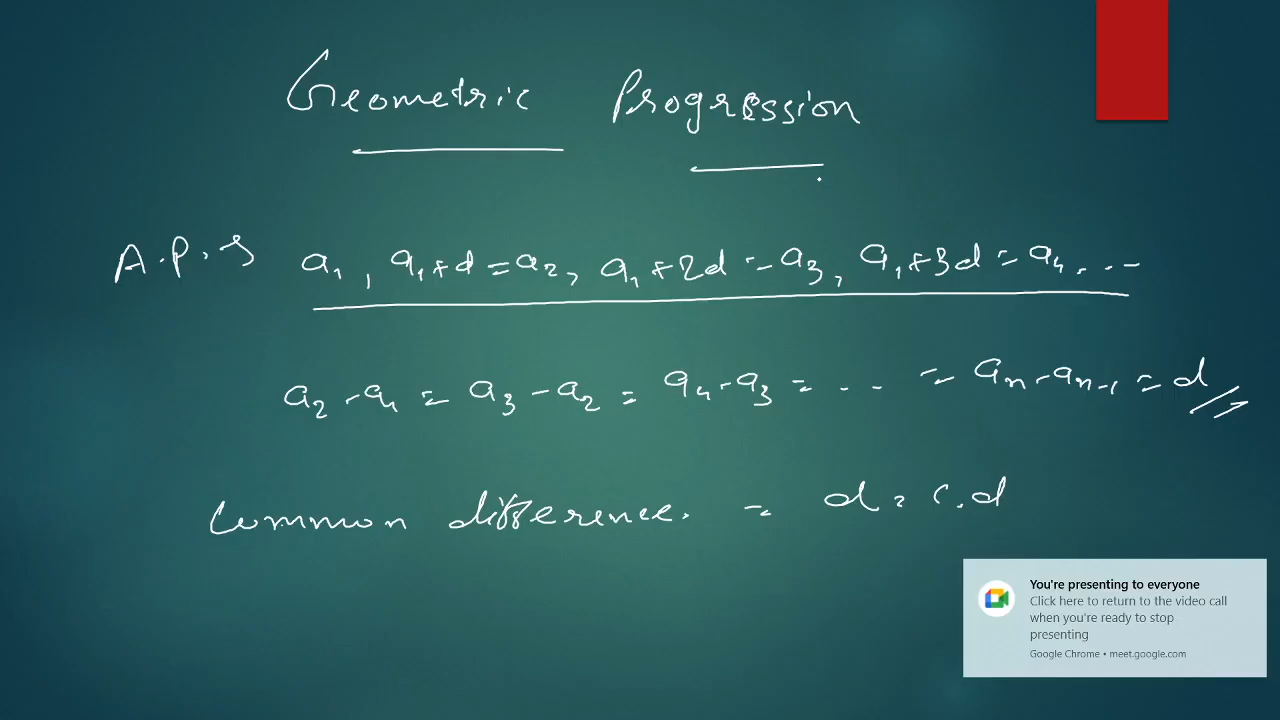 Geometric Progression
A.P. → a₁, a₁+d=a₂, a₁+2d=a₃, a₁+3d=a₄...
a₂-a₁ = a₃-a₂ = a₄-a₃ = ... = aₙ-aₙ₋₁ = d
Common difference. = d = c.d
You're presenting to everyone
Click here to return to the video call
when you're ready to stop
presenting
Google Chrome • meet.google.com